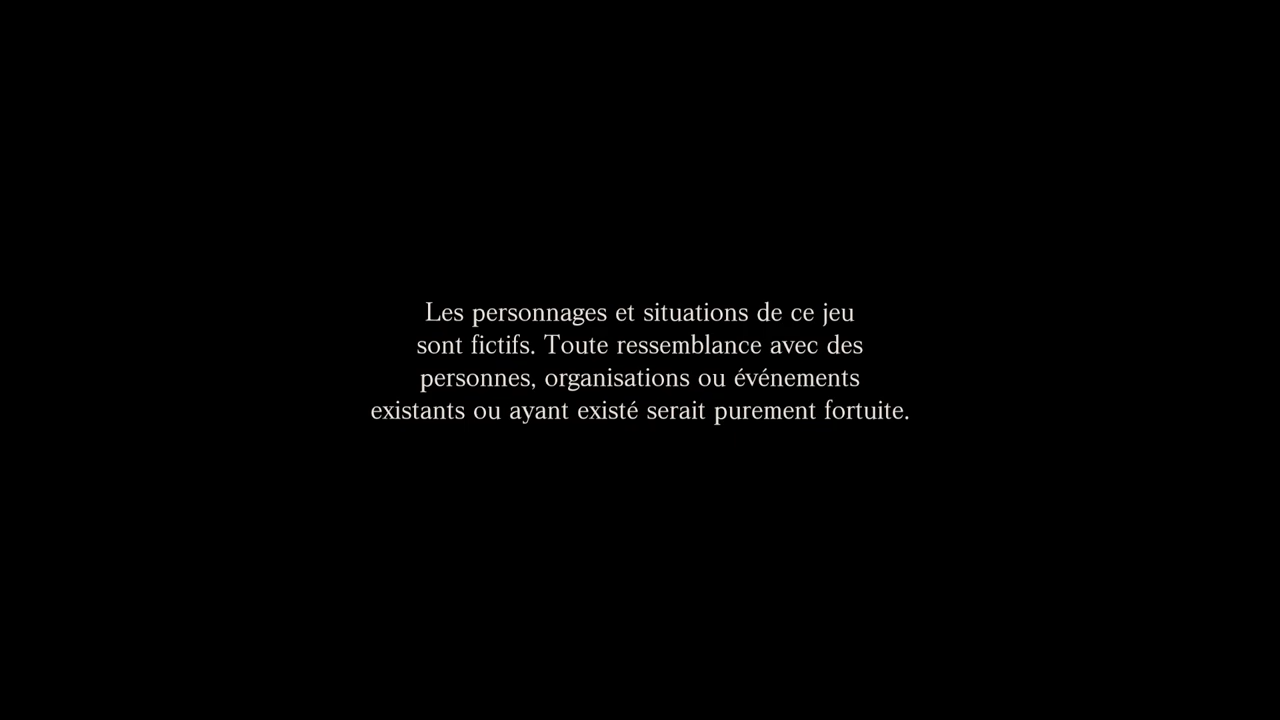 Les personnages et situations de ce jeu
sont fictifs. Toute ressemblance avec des
personnes, organisations ou événements
existants ou ayant existé serait purement fortuite.